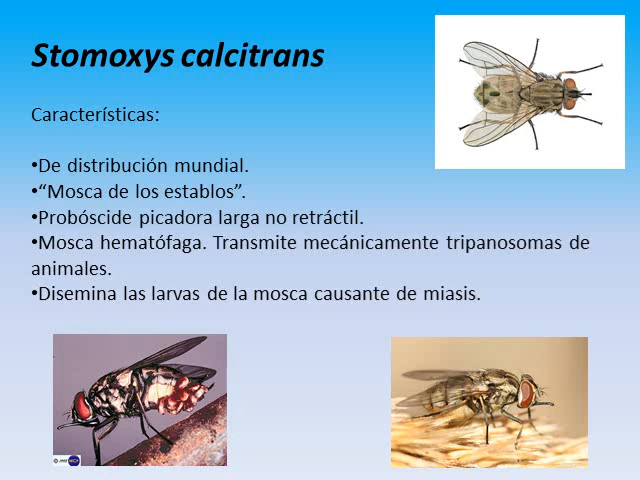 Stomoxys calcitrans
Características:
•De distribución mundial.
•“Mosca de los establos”.
•Probóscide picadora larga no retráctil.
•Mosca hematófaga. Transmite mecánicamente tripanosomas de
animales.
•Disemina las larvas de la mosca causante de miasis.